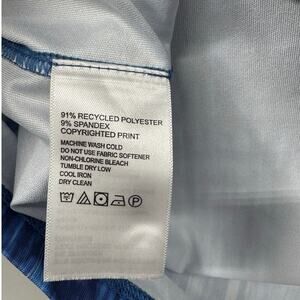 91% RECYCLED POLYESTER
9% SPANDEX
COPYRIGHTED PRINT
MACHINE WASH COLD
DO NOT USE FABRIC SOFTENER
NON-CHLORINE BLEACH
TUMBLE DRY LOW
COOL IRON
DRY CLEAN
P